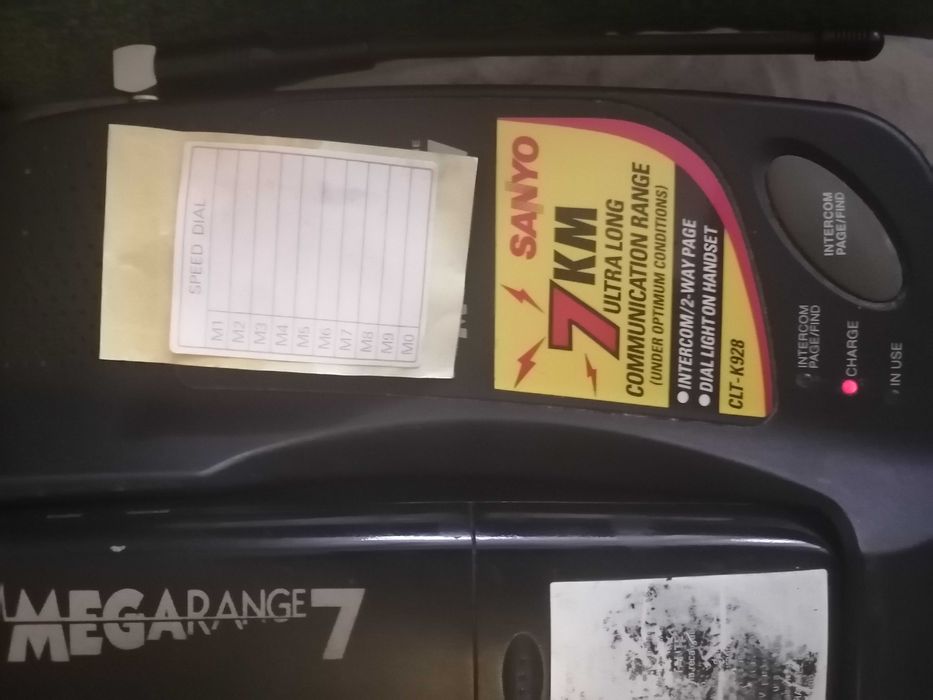 SPEED DIAL
M1
M2
M3
M4
M5
M6
M7
M8
M9
M0
SANYO
7KM
ULTRA LONG
COMMUNICATION RANGE
(UNDER OPTIMUM CONDITIONS)
● INTERCOM/2-WAY PAGE
● DIAL LIGHT ON HANDSET
CLT-K928
INTERCOM
PAGE/FIND
INTERCOM
PAGE/FIND
CHARGE
IN USE
MEGARANGE 7